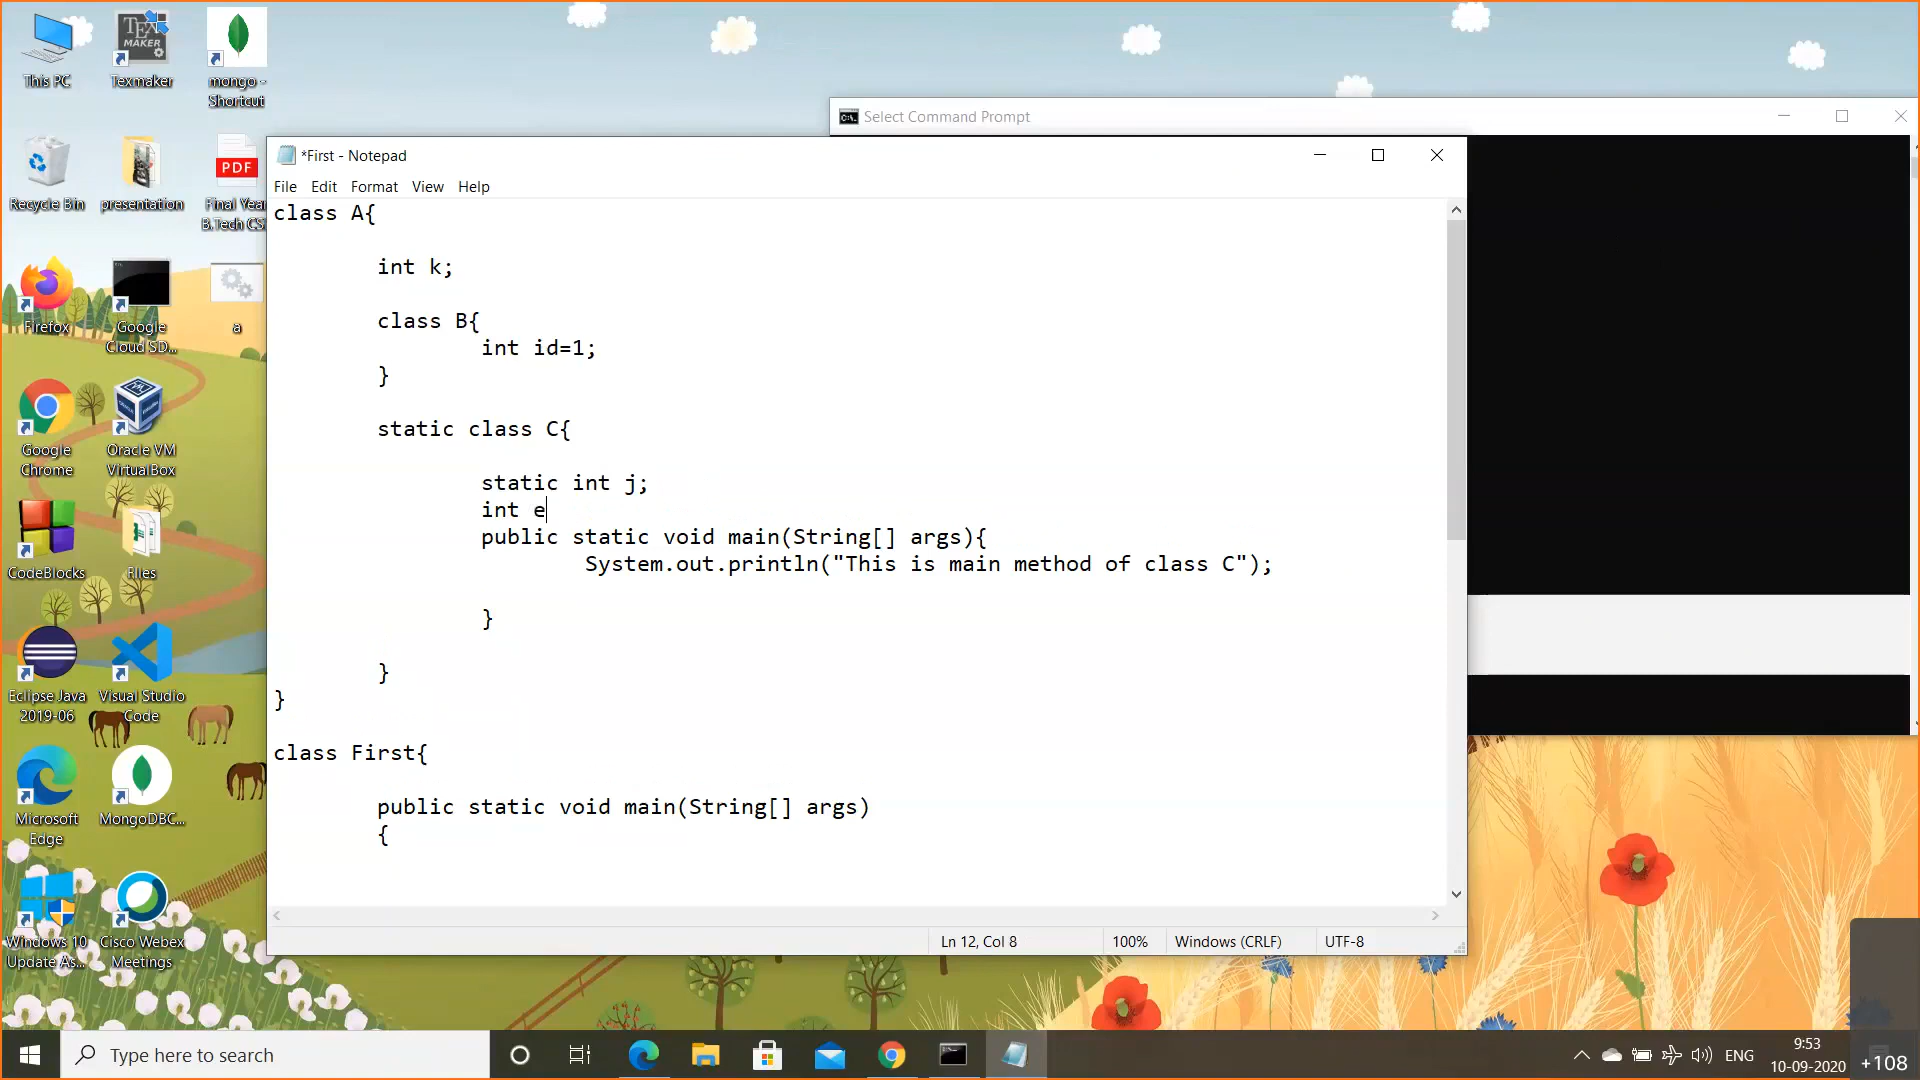 This PC
Texmaker
mongo -
Shortcut
TEX
MAKER
Select Command Prompt
*First - Notepad
File Edit Format View Help
class A{
int k;
class B{
int id=1;
}
static class C{
static int j;
int e
public static void main(String[] args){
System.out.println("This is main method of class C");
}
}
}
class First{
public static void main(String[] args)
{
Ln 12, Col 8
100%
Windows (CRLF)
UTF-8
Recycle Bin
presentation
PDF
Final Year
B.Tech CS
Firefox
Google
Cloud SD...
a
Google
Chrome
Oracle VM
VirtualBox
CodeBlocks
FIles
Eclipse Java
2019-06
Visual Studio
Code
Microsoft
Edge
MongoDBC...
Windows 10
Update As...
Cisco Webex
Meetings
Type here to search
ENG
9:53
10-09-2020
+108